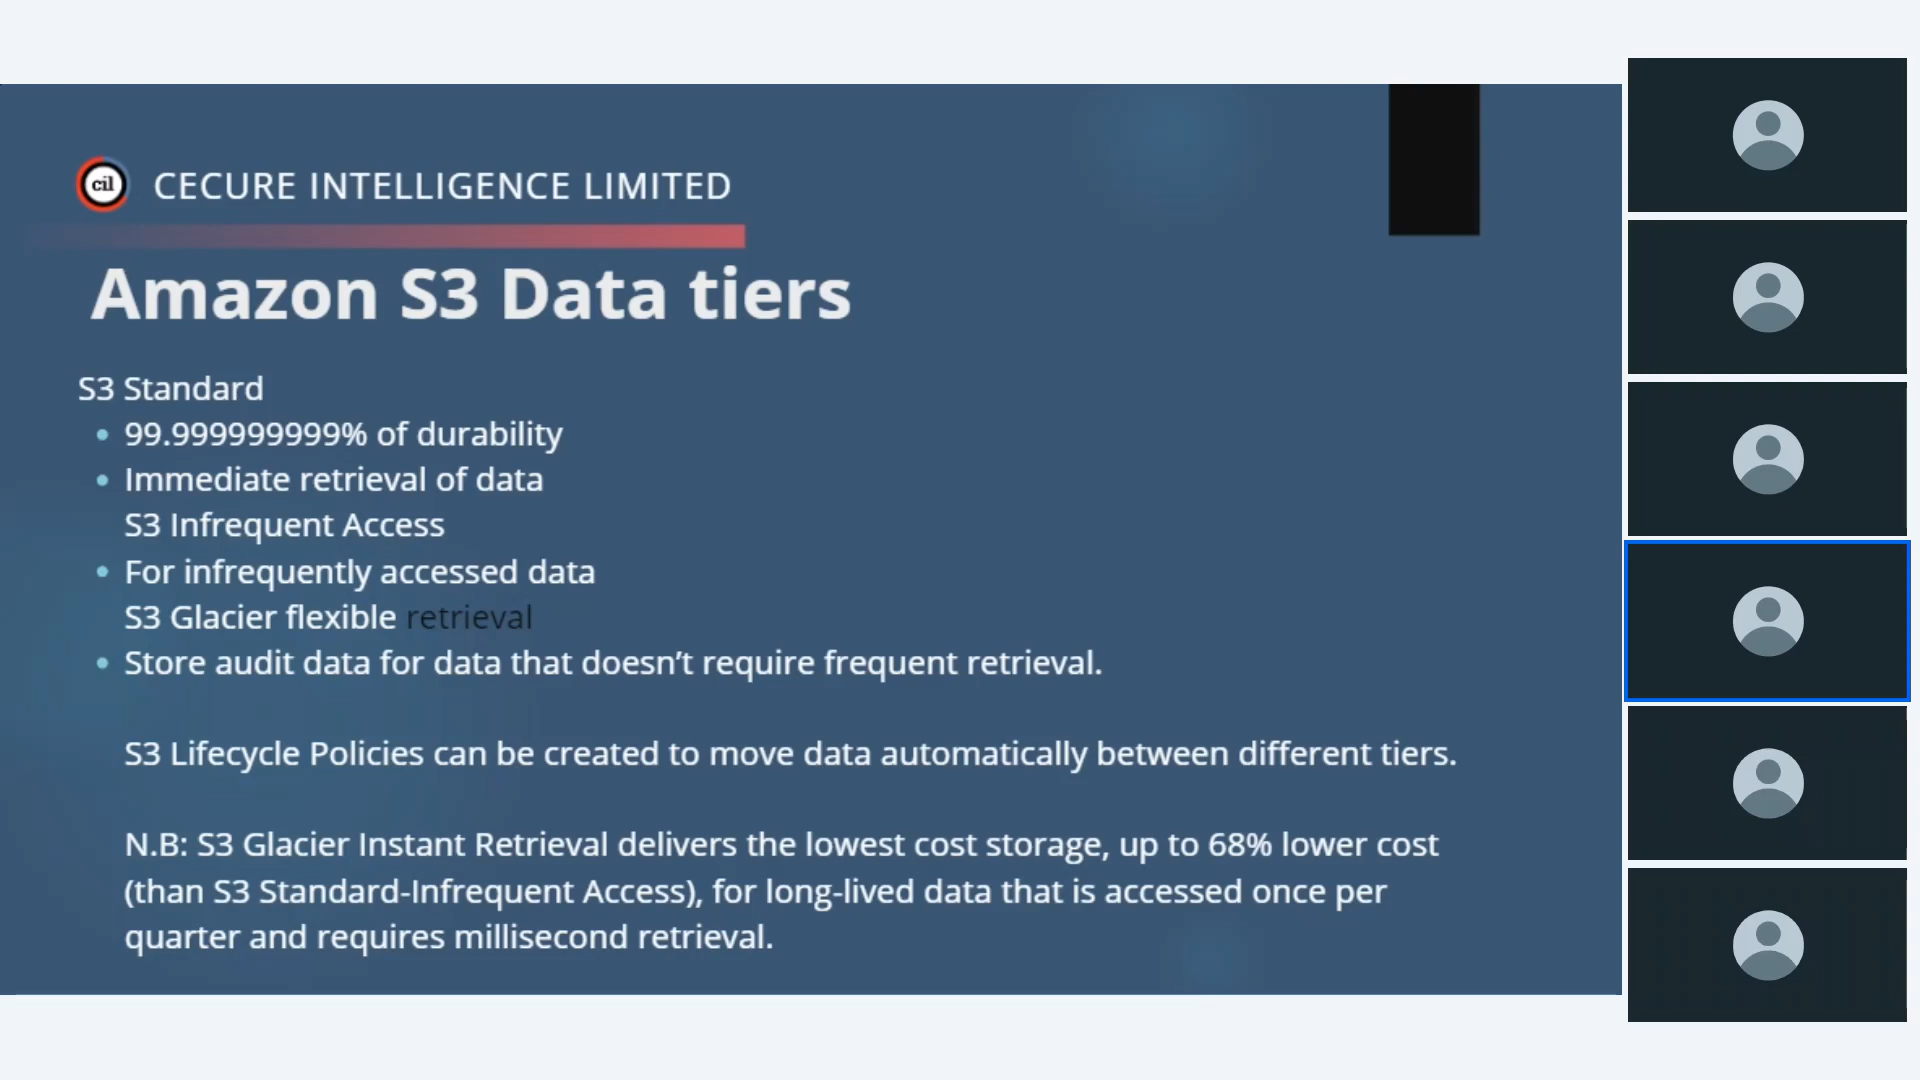 cil CECURE INTELLIGENCE LIMITED
Amazon S3 Data tiers
S3 Standard
• 99.999999999% of durability
• Immediate retrieval of data
S3 Infrequent Access
• For infrequently accessed data
S3 Glacier flexible retrieval
• Store audit data for data that doesn’t require frequent retrieval.
S3 Lifecycle Policies can be created to move data automatically between different tiers.
N.B: S3 Glacier Instant Retrieval delivers the lowest cost storage, up to 68% lower cost
(than S3 Standard-Infrequent Access), for long-lived data that is accessed once per
quarter and requires millisecond retrieval.